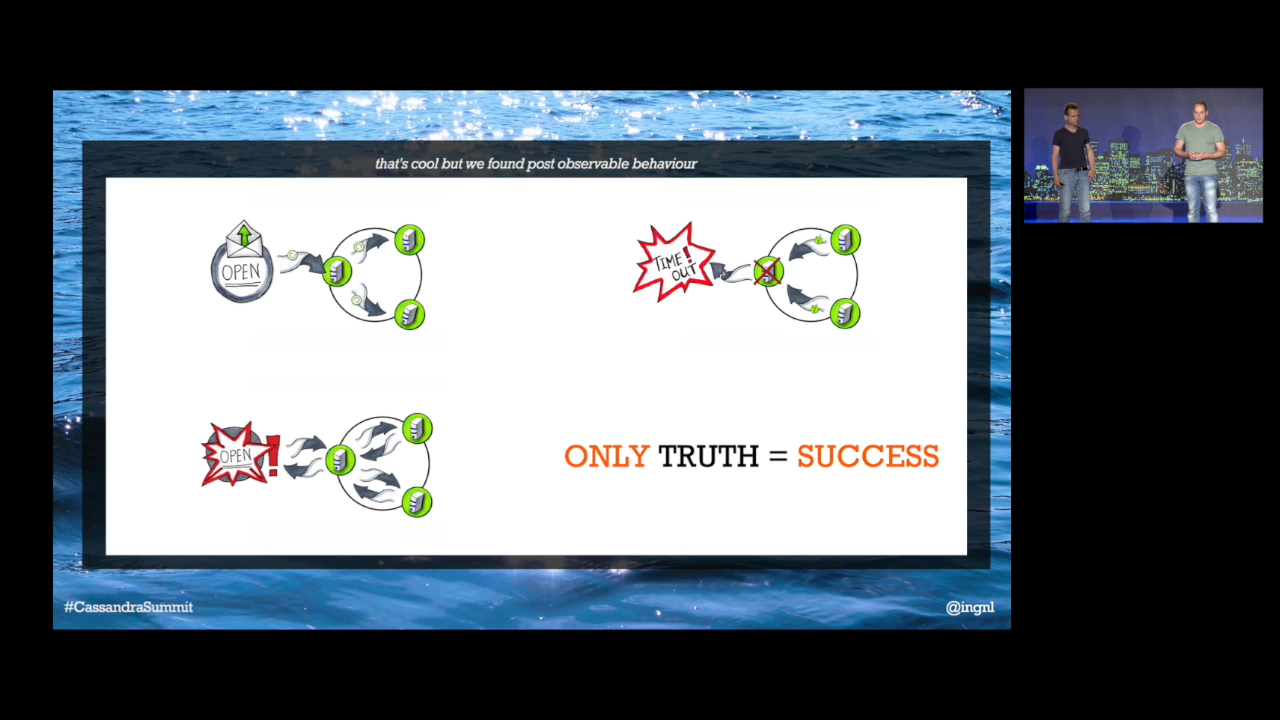 that's cool but we found post observable behaviour
OPEN
TIME OUT!
OPEN!
ONLY TRUTH = SUCCESS
#CassandraSummit
@ingnl